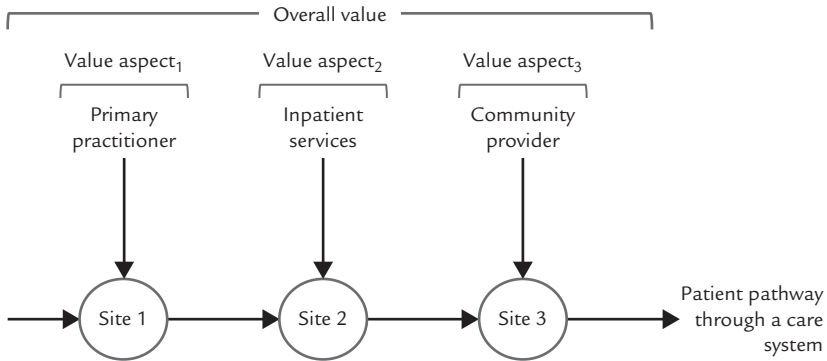 Overall value
Value aspect₁
Value aspect₂
Value aspect₃
Primary
practitioner
Inpatient
services
Community
provider
Site 1
Site 2
Site 3
Patient pathway
through a care
system